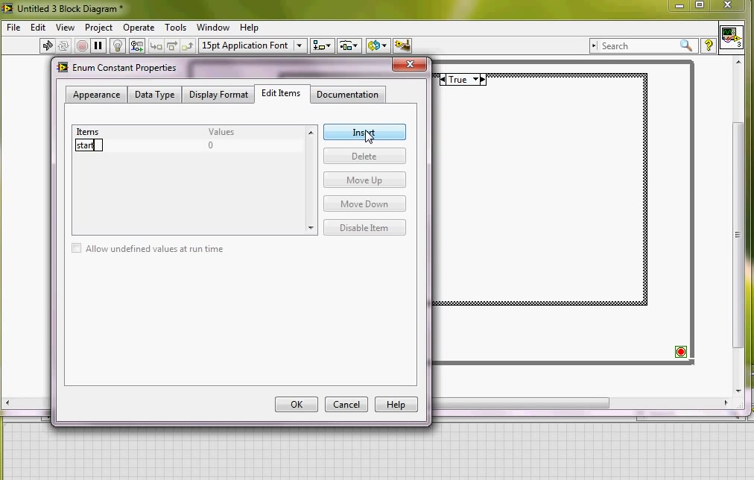 Untitled 3 Block Diagram *
File Edit View Project Operate Tools Window Help
15pt Application Font Search ?
3
Enum Constant Properties
Appearance Data Type Display Format Edit Items Documentation
True
Items Values
Insert
start 0
Delete
Move Up
Move Down
Disable Item
Allow undefined values at run time
OK Cancel Help